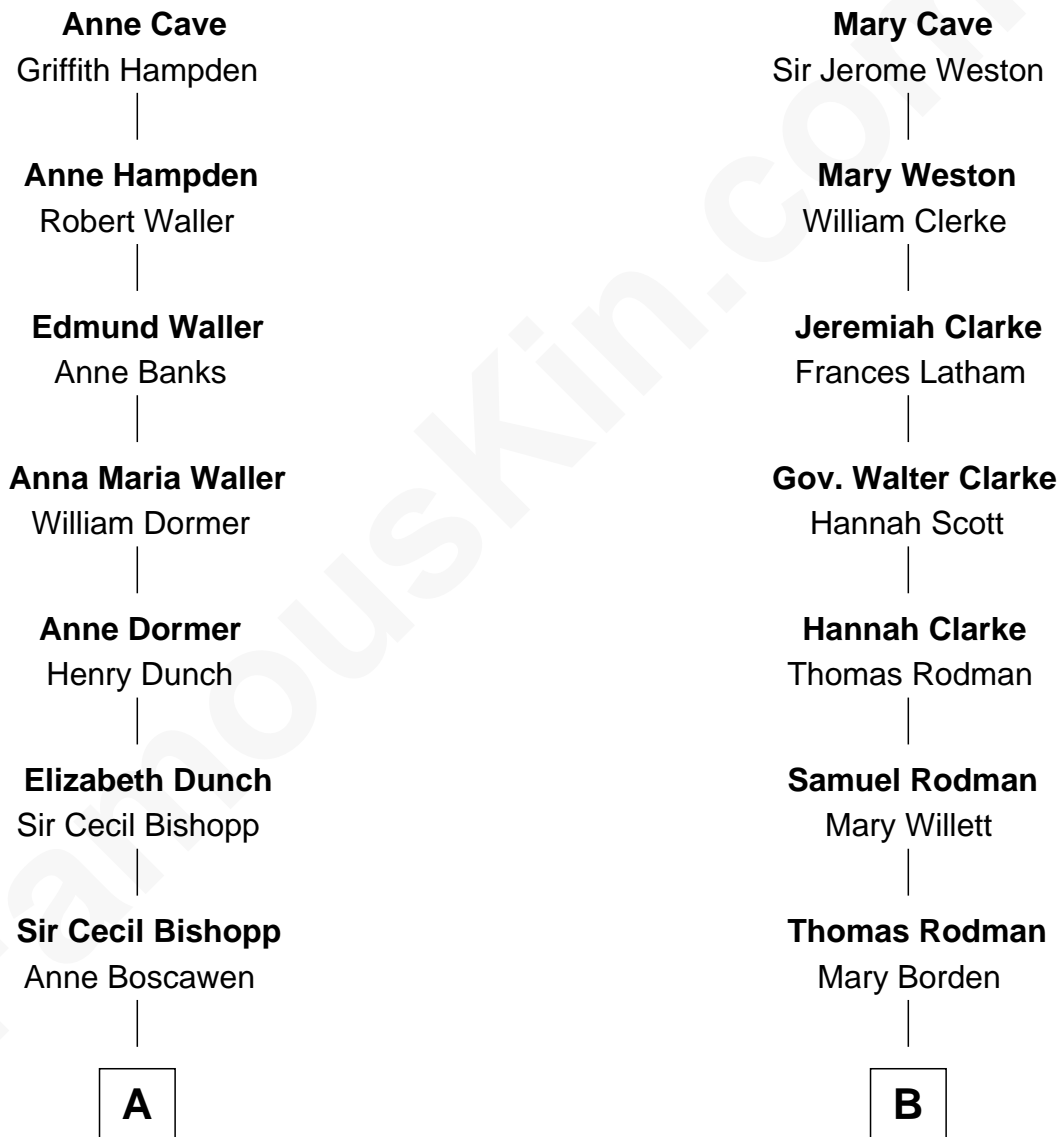 Anne Cave
Griffith Hampden
Anne Hampden
Robert Waller
Edmund Waller
Anne Banks
Anna Maria Waller
William Dormer
Anne Dormer
Henry Dunch
Elizabeth Dunch
Sir Cecil Bishopp
Sir Cecil Bishopp
Anne Boscawen
A
Mary Cave
Sir Jerome Weston
Mary Weston
William Clerke
Jeremiah Clarke
Frances Latham
Gov. Walter Clarke
Hannah Scott
Hannah Clarke
Thomas Rodman
Samuel Rodman
Mary Willett
Thomas Rodman
Mary Borden
B
FamousKin.com